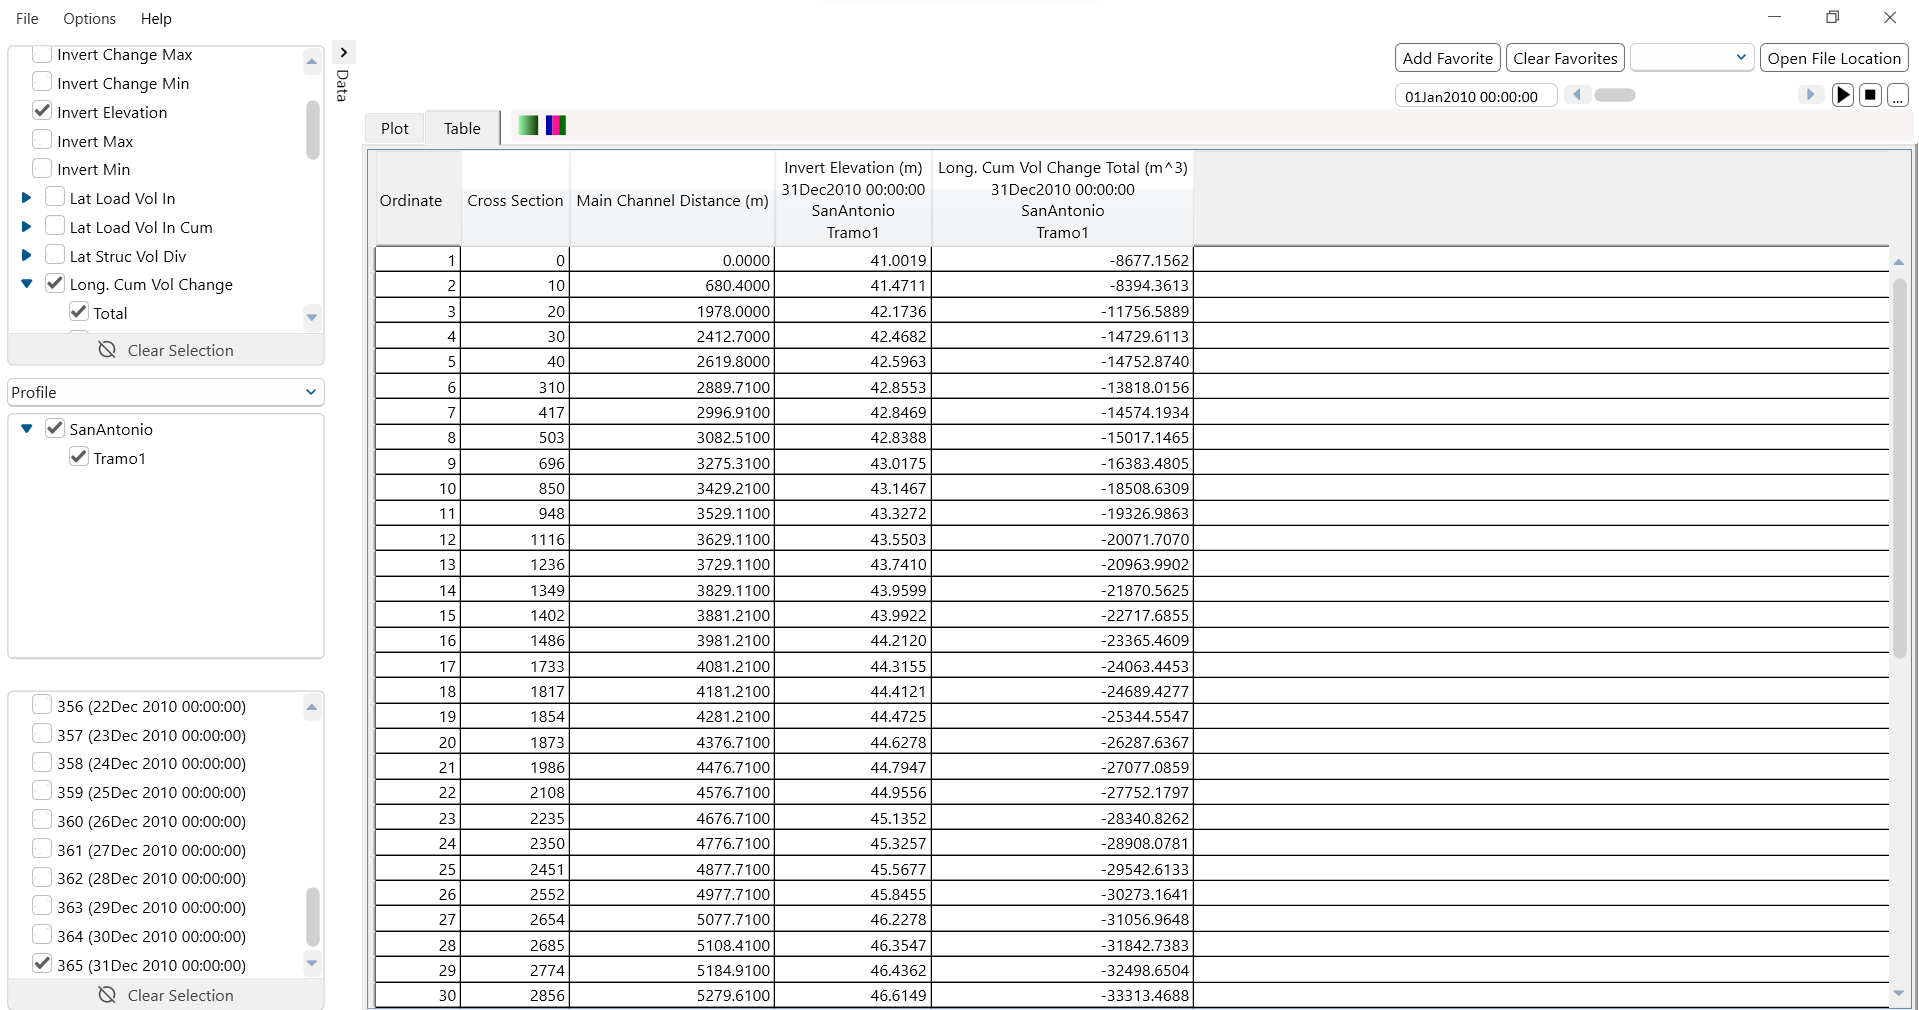 File Options Help
Invert Change Max
Invert Change Min
Invert Elevation
Invert Max
Invert Min
Lat Load Vol In
Lat Load Vol In Cum
Lat Struc Vol Div
Long. Cum Vol Change
Total
Clear Selection
Profile
SanAntonio
Tramo1
356 (22Dec 2010 00:00:00)
357 (23Dec 2010 00:00:00)
358 (24Dec 2010 00:00:00)
359 (25Dec 2010 00:00:00)
360 (26Dec 2010 00:00:00)
361 (27Dec 2010 00:00:00)
362 (28Dec 2010 00:00:00)
363 (29Dec 2010 00:00:00)
364 (30Dec 2010 00:00:00)
365 (31Dec 2010 00:00:00)
Clear Selection
Data
Add Favorite Clear Favorites Open File Location
01Jan2010 00:00:00 ...
Plot Table
Ordinate Cross Section Main Channel Distance (m)
Invert Elevation (m)
31Dec2010 00:00:00
SanAntonio
Tramo1
Long. Cum Vol Change Total (m^3)
31Dec2010 00:00:00
SanAntonio
Tramo1
1 0 0.0000 41.0019 -8677.1562
2 10 680.4000 41.4711 -8394.3613
3 20 1978.0000 42.1736 -11756.5889
4 30 2412.7000 42.4682 -14729.6113
5 40 2619.8000 42.5963 -14752.8740
6 310 2889.7100 42.8553 -13818.0156
7 417 2996.9100 42.8469 -14574.1934
8 503 3082.5100 42.8388 -15017.1465
9 696 3275.3100 43.0175 -16383.4805
10 850 3429.2100 43.1467 -18508.6309
11 948 3529.1100 43.3272 -19326.9863
12 1116 3629.1100 43.5503 -20071.7070
13 1236 3729.1100 43.7410 -20963.9902
14 1349 3829.1100 43.9599 -21870.5625
15 1402 3881.2100 43.9922 -22717.6855
16 1486 3981.2100 44.2120 -23365.4609
17 1733 4081.2100 44.3155 -24063.4453
18 1817 4181.2100 44.4121 -24689.4277
19 1854 4281.2100 44.4725 -25344.5547
20 1873 4376.7100 44.6278 -26287.6367
21 1986 4476.7100 44.7947 -27077.0859
22 2108 4576.7100 44.9556 -27752.1797
23 2235 4676.7100 45.1352 -28340.8262
24 2350 4776.7100 45.3257 -28908.0781
25 2451 4877.7100 45.5677 -29542.6133
26 2552 4977.7100 45.8455 -30273.1641
27 2654 5077.7100 46.2278 -31056.9648
28 2685 5108.4100 46.3547 -31842.7383
29 2774 5184.9100 46.4362 -32498.6504
30 2856 5279.6100 46.6149 -33313.4688